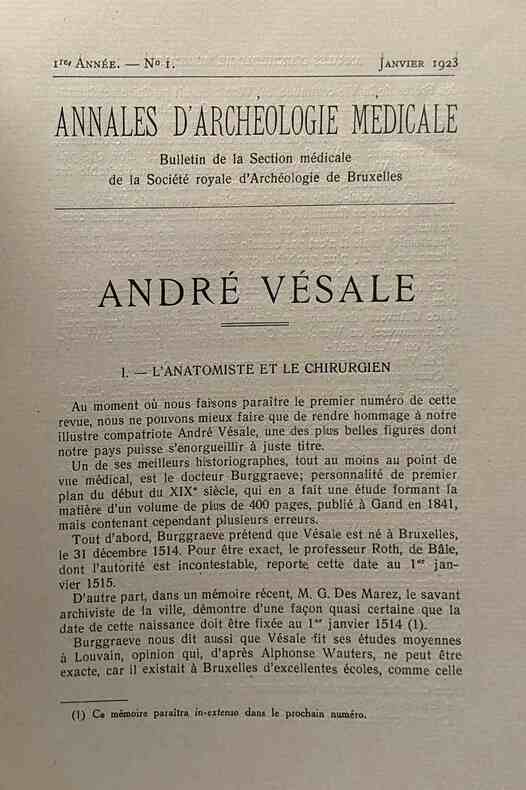 1re Année. — No 1.
Janvier 1923
ANNALES D'ARCHÉOLOGIE MÉDICALE
Bulletin de la Section médicale
de la Société royale d'Archéologie de Bruxelles
ANDRÉ VÉSALE
I. — L'ANATOMISTE ET LE CHIRURGIEN
Au moment où nous faisons paraître le premier numéro de cette
revue, nous ne pouvons mieux faire que de rendre hommage à notre
illustre compatriote André Vésale, une des plus belles figures dont
notre pays puisse s'enorgueillir à juste titre.
Un de ses meilleurs historiographes, tout au moins au point de
vue médical, est le docteur Burggraeve; personnalité de premier
plan du début du XIXe siècle, qui en a fait une étude formant la
matière d'un volume de plus de 400 pages, publié à Gand en 1841,
mais contenant cependant plusieurs erreurs.
Tout d'abord, Burggraeve prétend que Vésale est né à Bruxelles,
le 31 décembre 1514. Pour être exact, le professeur Roth, de Bâle,
dont l'autorité est incontestable, reporte cette date au 1er jan-
vier 1515.
D'autre part, dans un mémoire récent, M. G. Des Marez, le savant
archiviste de la ville, démontre d'une façon quasi certaine que la
date de cette naissance doit être fixée au 1er janvier 1514 (1).
Burggraeve nous dit aussi que Vésale fit ses études moyennes
à Louvain, opinion qui, d'après Alphonse Wauters, ne peut être
exacte, car il existait à Bruxelles d'excellentes écoles, comme celle
(1) Ce mémoire paraîtra in-extenso dans le prochain numéro.